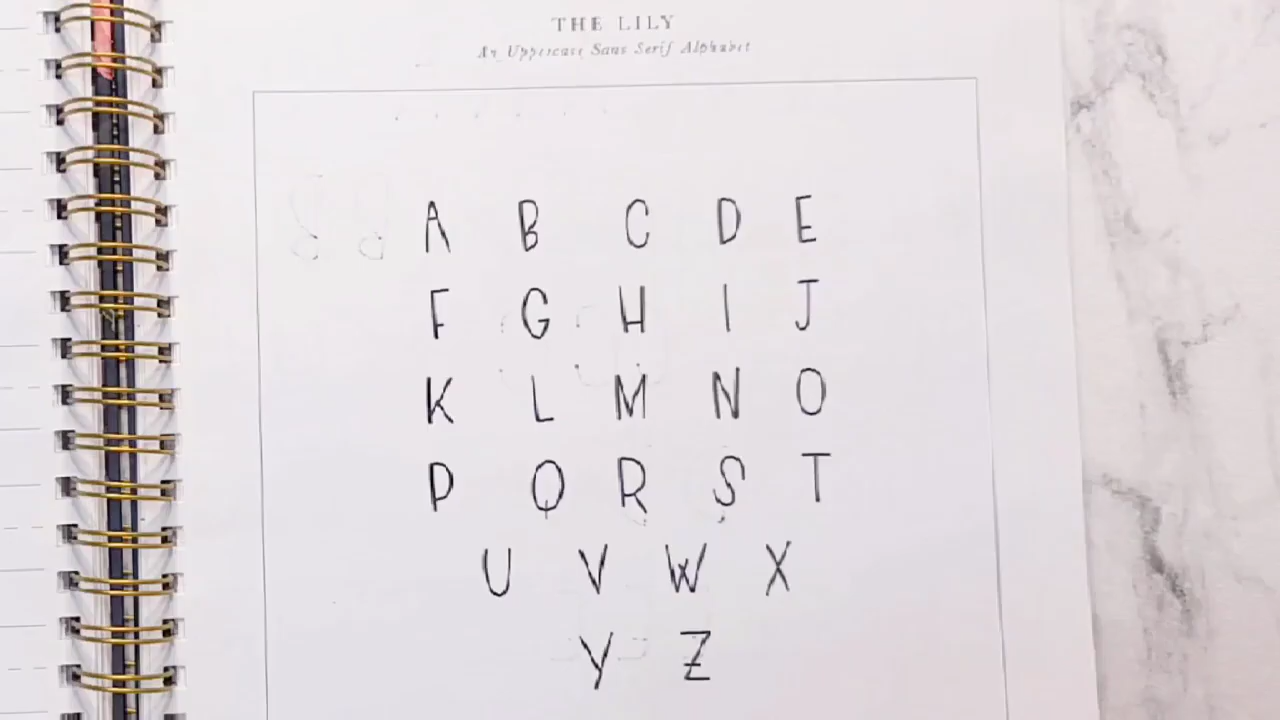 THE LILY
An Uppercase Sans Serif Alphabet
A B C D E
F G H I J
K L M N O
P Q R S T
U V W X
Y Z